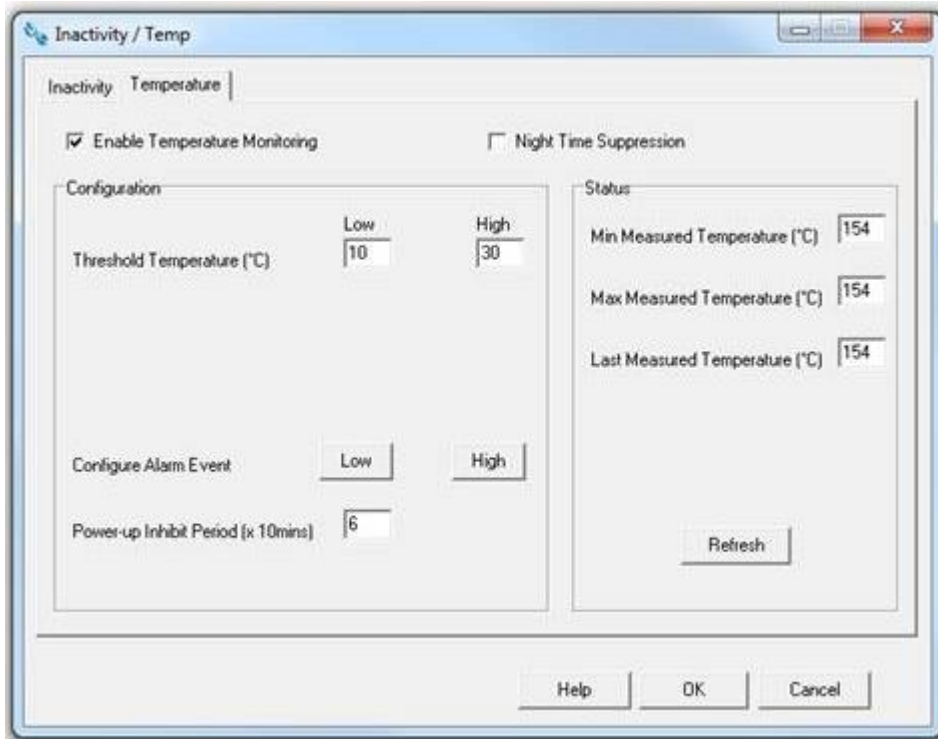 Inactivity / Temp
Inactivity Temperature
Enable Temperature Monitoring Night Time Suppression
Configuration
Low High
Threshold Temperature (°C) 10 30
Configure Alarm Event Low High
Power-up Inhibit Period (x 10mins) 6
Status
Min Measured Temperature (°C) 154
Max Measured Temperature (°C) 154
Last Measured Temperature (°C) 154
Refresh
Help OK Cancel